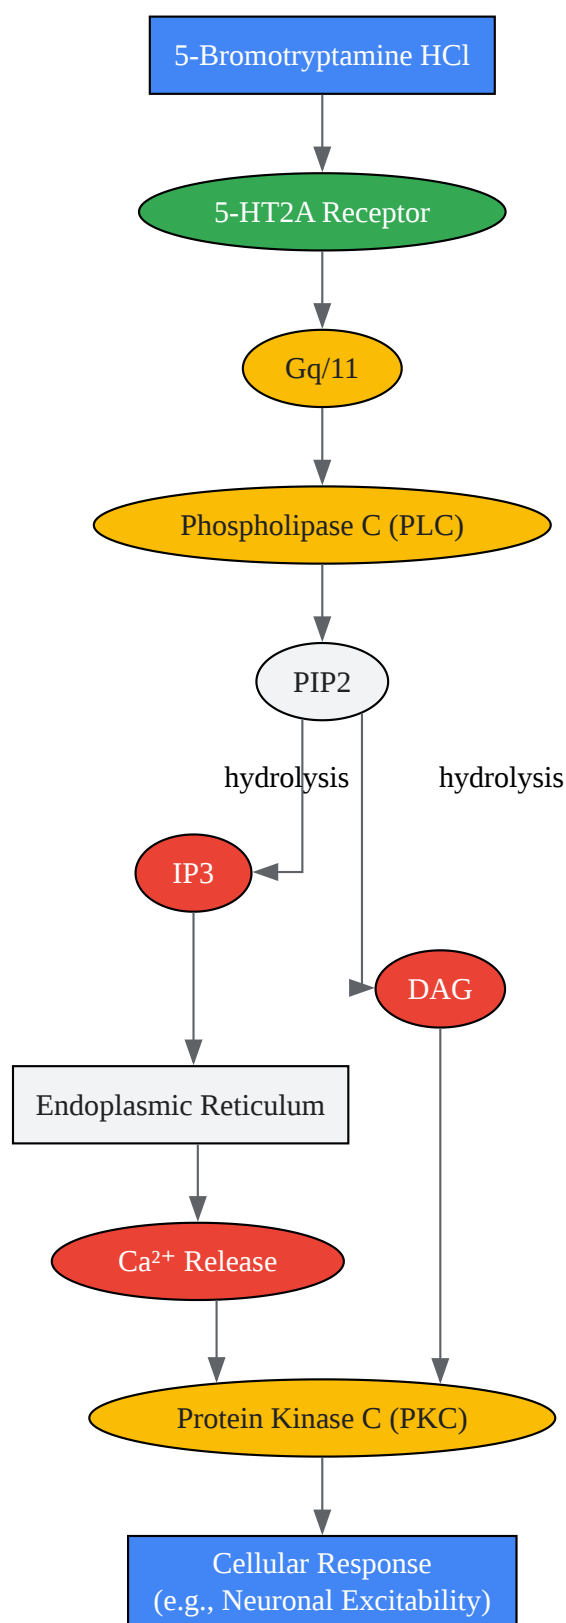 5-Bromotryptamine HCl
5-HT2A Receptor
Gq/11
Phospholipase C (PLC)
PIP2
hydrolysis
hydrolysis
IP3
DAG
Endoplasmic Reticulum
Ca²⁺ Release
Protein Kinase C (PKC)
Cellular Response
(e.g., Neuronal Excitability)